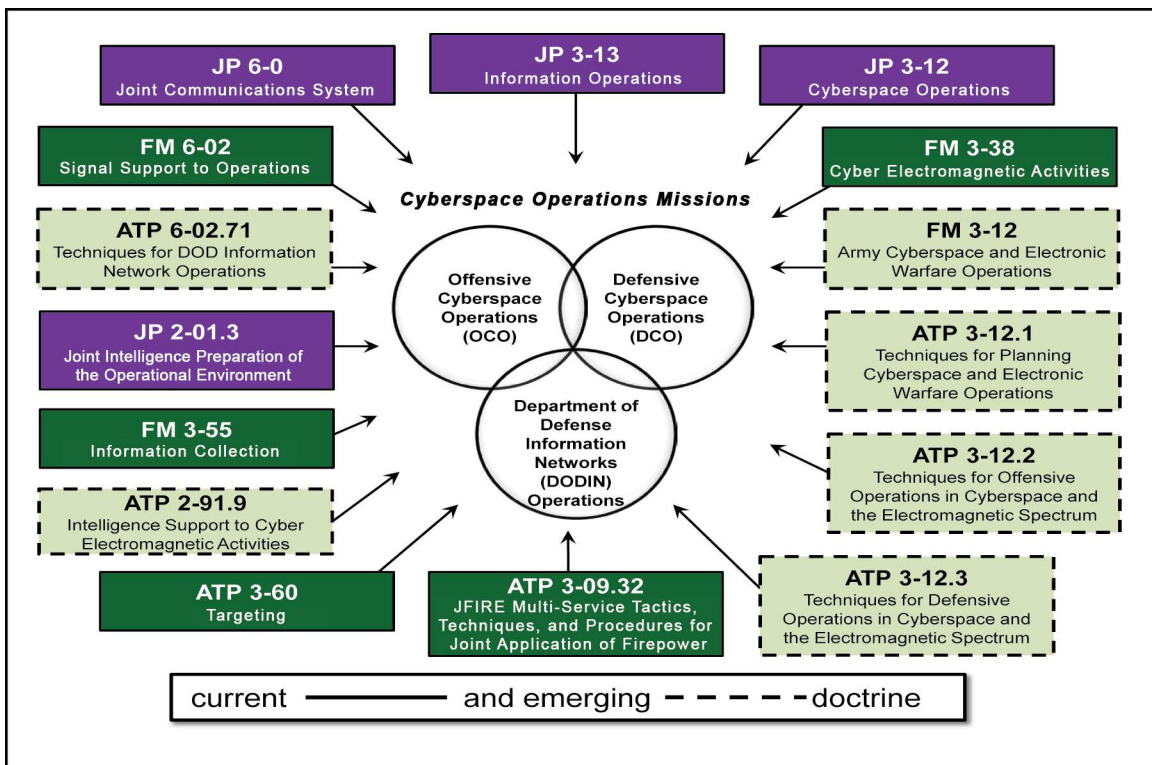 JP 6-0
Joint Communications System
JP 3-13
Information Operations
JP 3-12
Cyberspace Operations
FM 6-02
Signal Support to Operations
FM 3-38
Cyber Electromagnetic Activities
Cyberspace Operations Missions
ATP 6-02.71
Techniques for DOD Information
Network Operations
FM 3-12
Army Cyberspace and Electronic
Warfare Operations
Offensive
Cyberspace
Operations
(OCO)
Defensive
Cyberspace
Operations
(DCO)
JP 2-01.3
Joint Intelligence Preparation of
the Operational Environment
ATP 3-12.1
Techniques for Planning
Cyberspace and Electronic
Warfare Operations
Department of
Defense
Information
Networks
(DODIN)
Operations
FM 3-55
Information Collection
ATP 3-12.2
Techniques for Offensive
Operations in Cyberspace and
the Electromagnetic Spectrum
ATP 2-91.9
Intelligence Support to Cyber
Electromagnetic Activities
ATP 3-60
Targeting
ATP 3-09.32
JFIRE Multi-Service Tactics,
Techniques, and Procedures for
Joint Application of Firepower
ATP 3-12.3
Techniques for Defensive
Operations in Cyberspace and
the Electromagnetic Spectrum
current and emerging doctrine